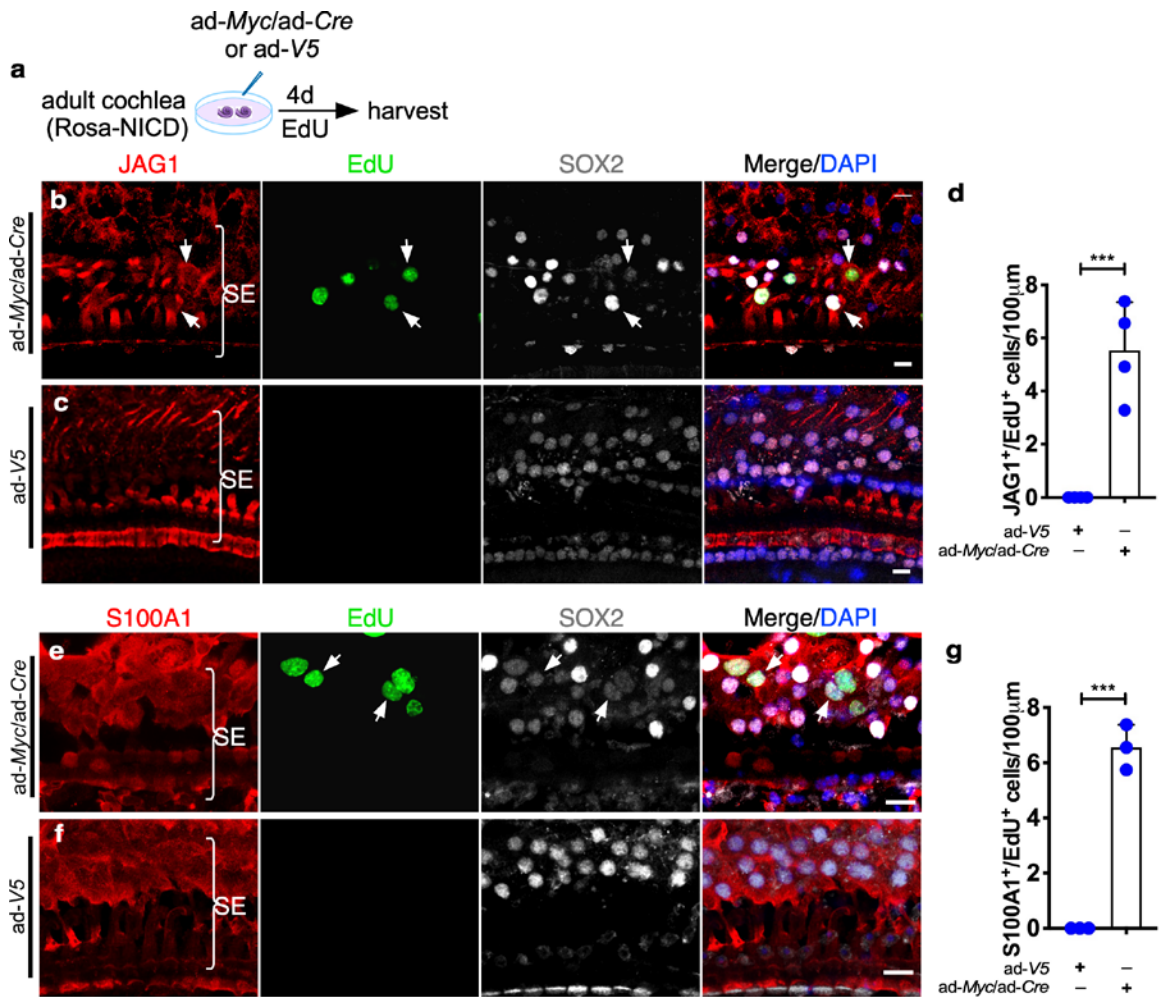 a
ad-Myc/ad-Cre
or ad-V5
adult cochlea
(Rosa-NICD)
4d
EdU
harvest
JAG1 EdU SOX2 Merge/DAPI
b
ad-Myc/ad-Cre
SE
c
ad-V5
SE
d
JAG1+/EdU+ cells/100μm
***
8
6
4
2
0
ad-V5 + –
ad-Myc/ad-Cre – +
S100A1 EdU SOX2 Merge/DAPI
e
ad-Myc/ad-Cre
SE
f
ad-V5
SE
g
S100A1+/EdU+ cells/100μm
***
8
6
4
2
0
ad-V5 + –
ad-Myc/ad-Cre – +